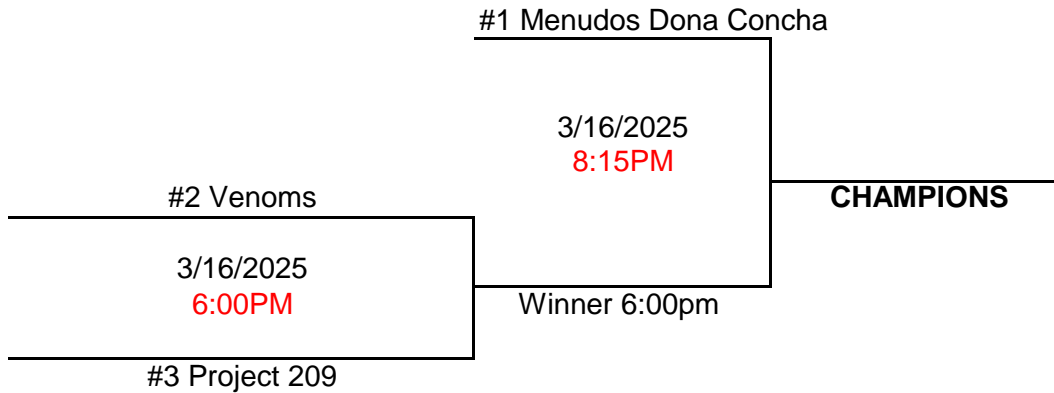 #1 Menudos Dona Concha
3/16/2025
8:15PM
#2 Venoms
CHAMPIONS
3/16/2025
6:00PM
Winner 6:00pm
#3 Project 209